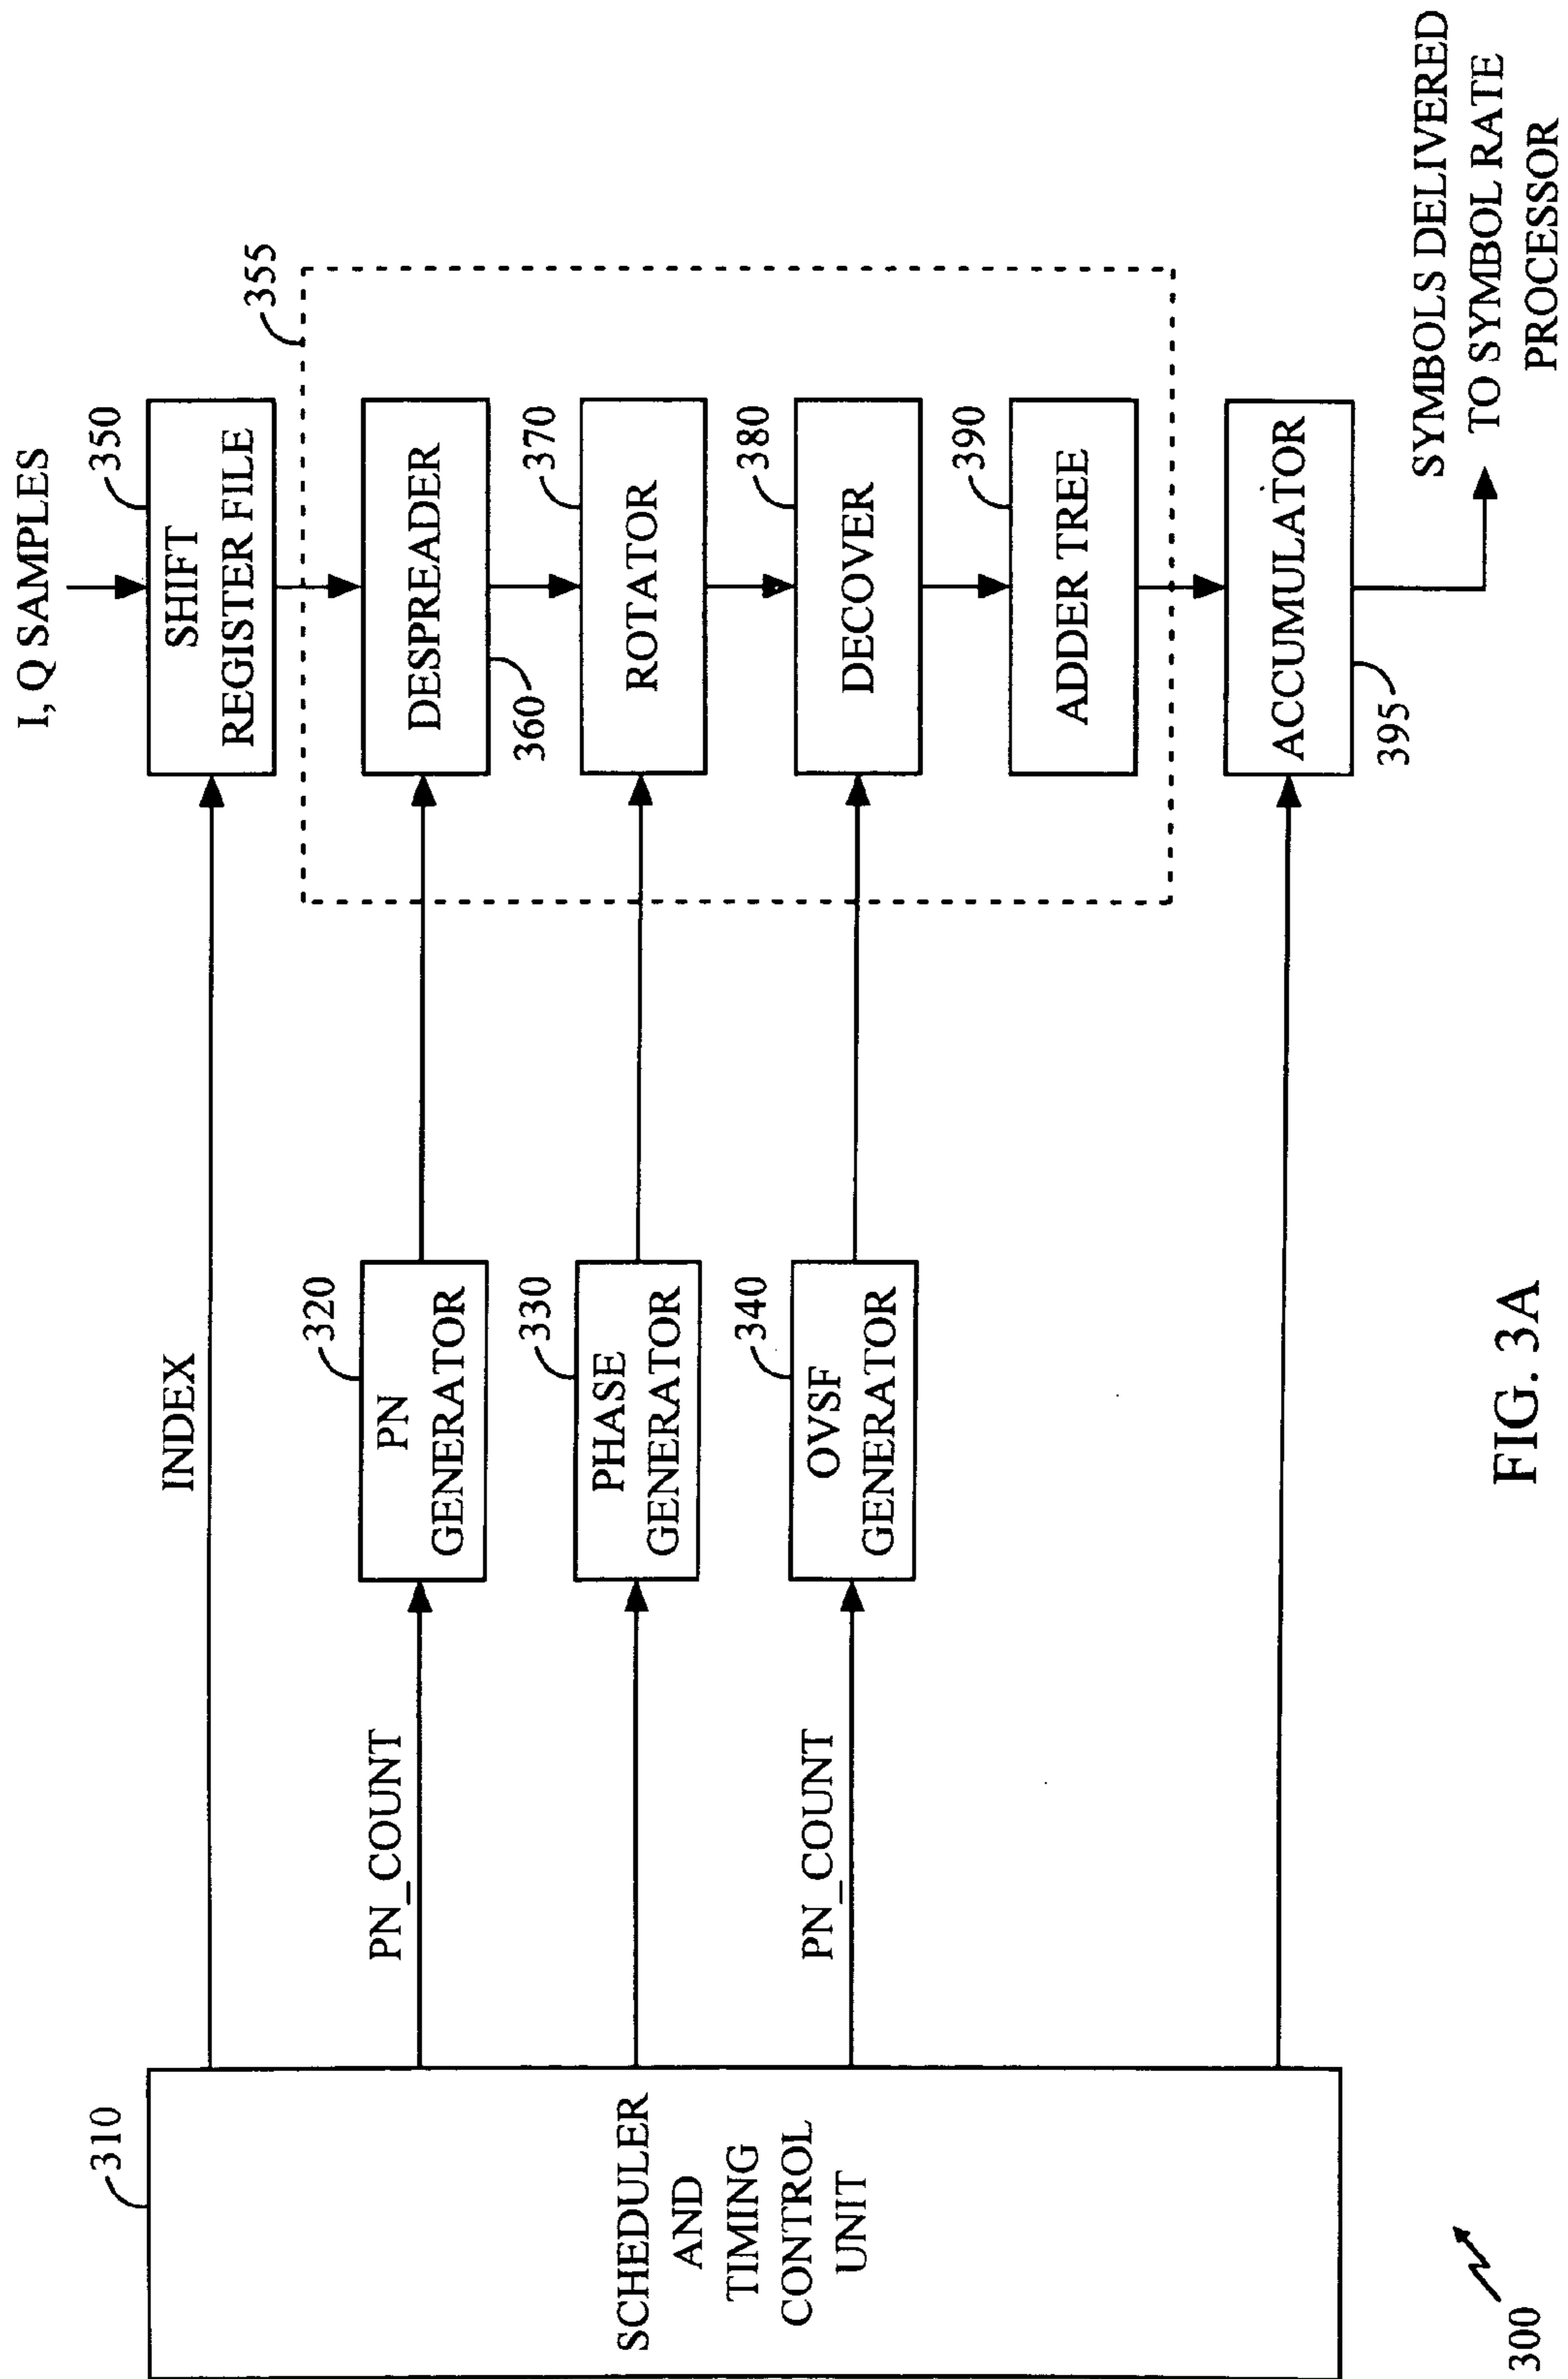 I, Q SAMPLES
310
350
SHIFT
REGISTER FILE
INDEX
355
320
PN_COUNT
PN
GENERATOR
DESPREADER
360
330
PHASE
GENERATOR
370
ROTATOR
SCHEDULER
AND
TIMING
CONTROL
UNIT
340
PN_COUNT
OVSF
GENERATOR
380
DECOVER
390
ADDER TREE
ACCUMULATOR
395
SYMBOLS DELIVERED
TO SYMBOL RATE
PROCESSOR
300
FIG. 3A